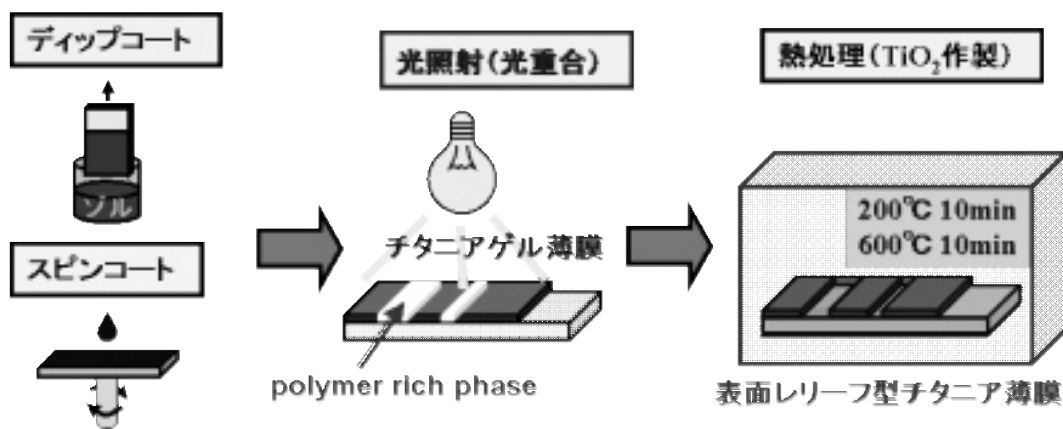 ディップコート
ゾル
スピンコート
光照射(光重合)
チタニアゲル薄膜
polymer rich phase
熱処理(TiO₂作製)
200℃ 10min
600℃ 10min
表面レリーフ型チタニア薄膜